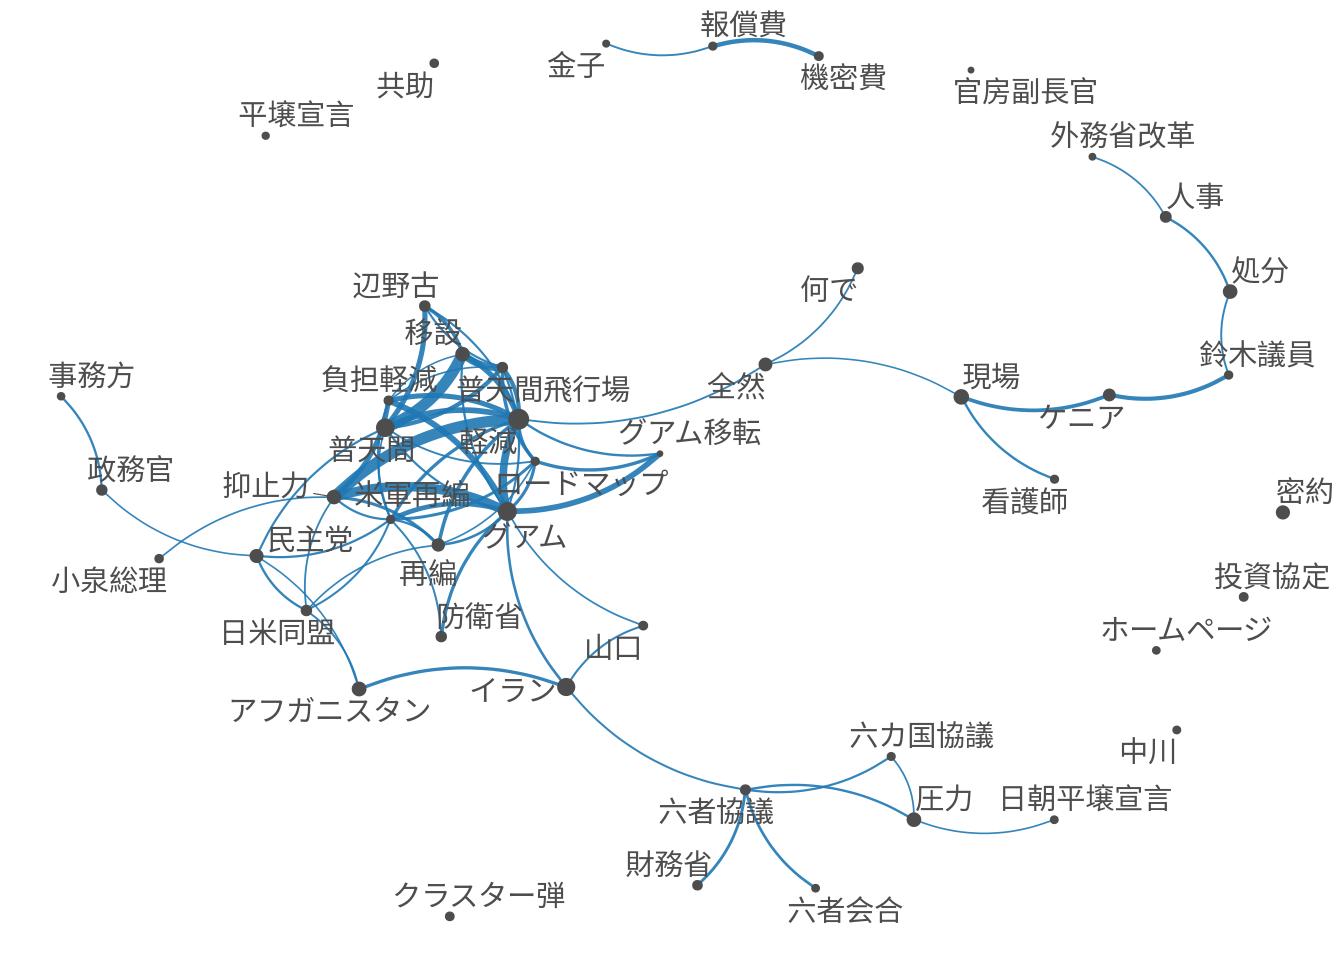 報償費
金子
機密費
共助
官房副長官
平壌宣言
外務省改革
人事
処分
辺野古
何で
移設
鈴木議員
事務方
負担軽減
普天間飛行場
全然
現場
ケニア
グアム移転
軽減
普天間
政務官
抑止力
米軍再編
ロードマップ
看護師
密約
民主党
グアム
小泉総理
再編
投資協定
防衛省
日米同盟
山口
ホームページ
イラン
アフガニスタン
六カ国協議
中川
圧力
日朝平壌宣言
六者協議
財務省
クラスター弾
六者会合